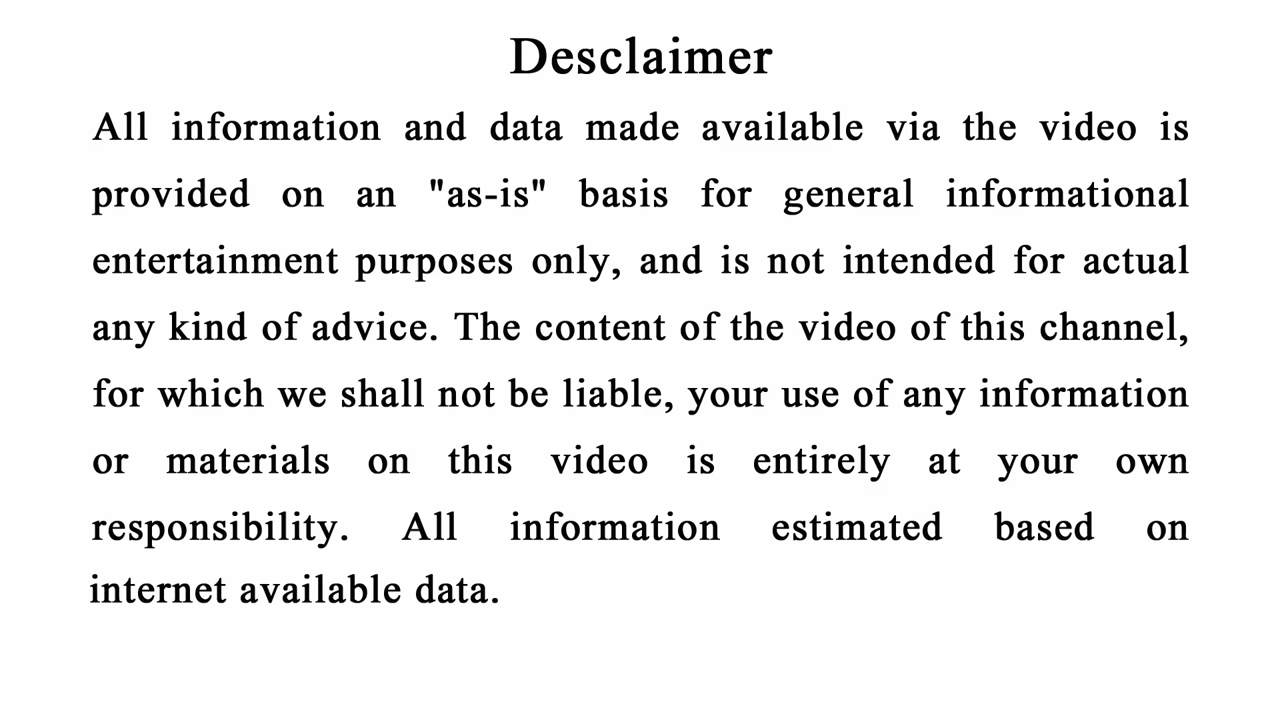 Desclaimer
All information and data made available via the video is
provided on an "as-is" basis for general informational
entertainment purposes only, and is not intended for actual
any kind of advice. The content of the video of this channel,
for which we shall not be liable, your use of any information
or materials on this video is entirely at your own
responsibility. All information estimated based on
internet available data.